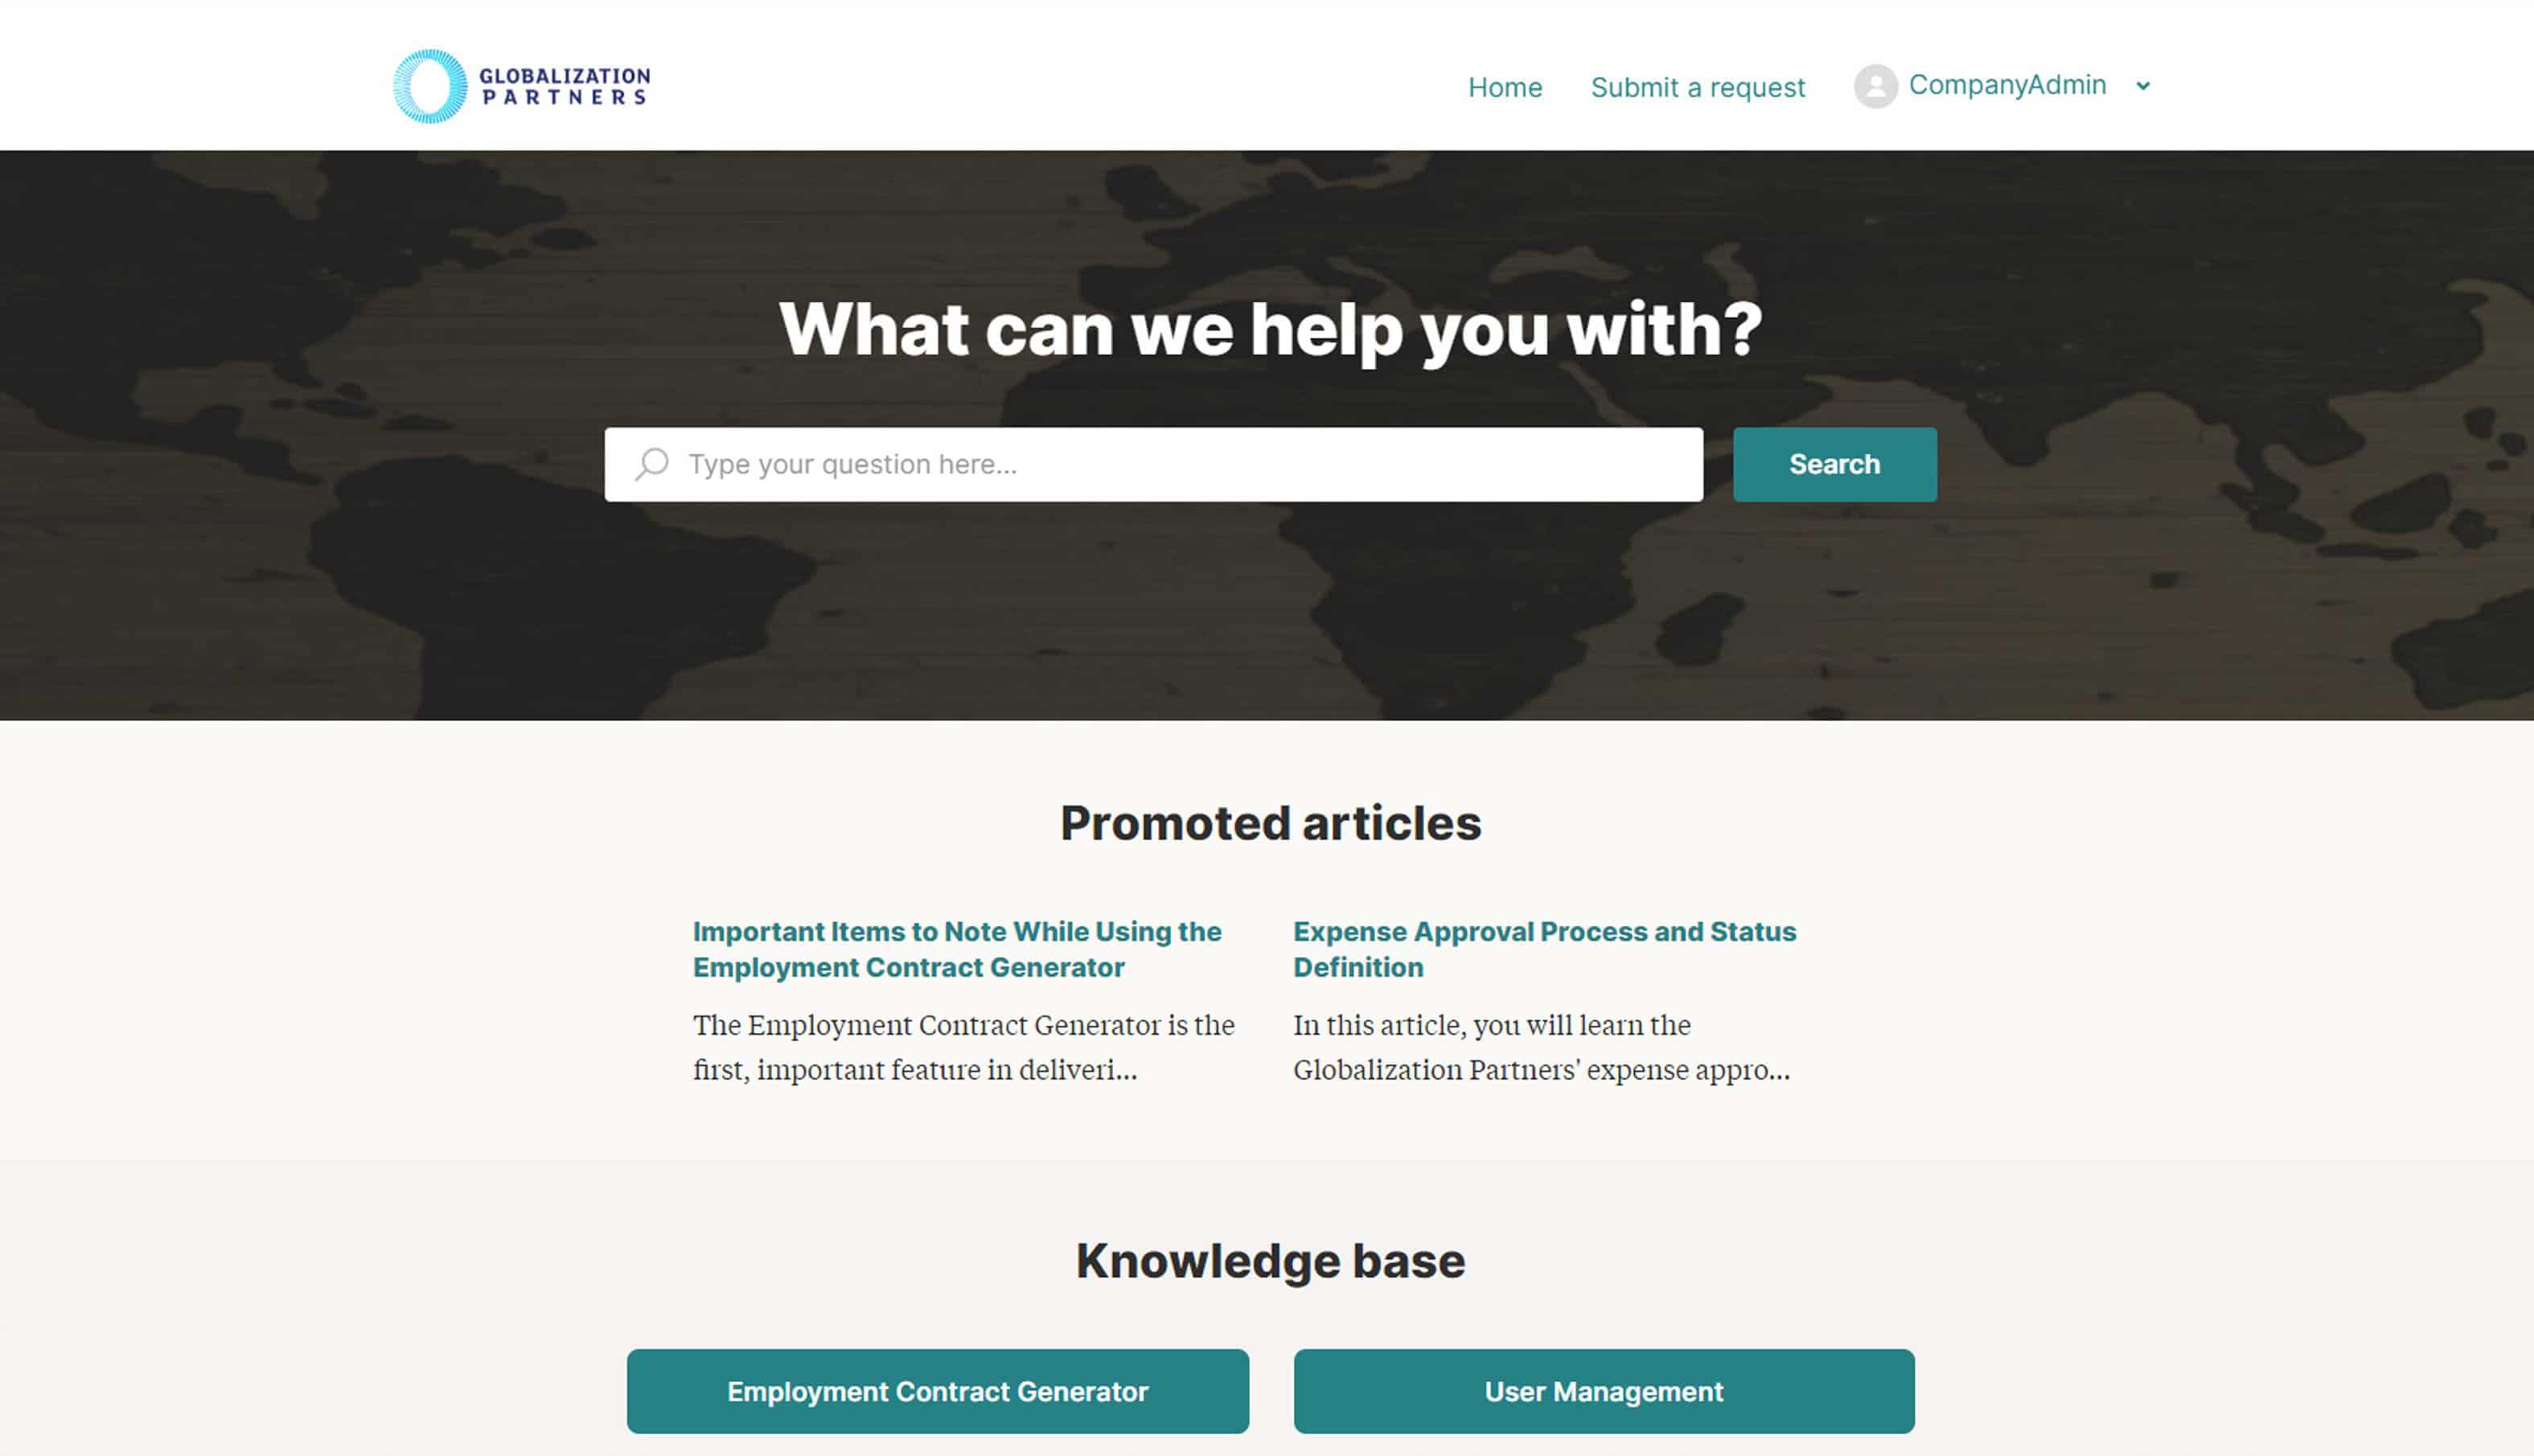 GLOBALIZATION
PARTNERS
Home
Submit a request
CompanyAdmin
What can we help you with?
Type your question here...
Search
Promoted articles
Important Items to Note While Using the
Employment Contract Generator
The Employment Contract Generator is the
first, important feature in deliveri...
Expense Approval Process and Status
Definition
In this article, you will learn the
Globalization Partners' expense appro...
Knowledge base
Employment Contract Generator
User Management